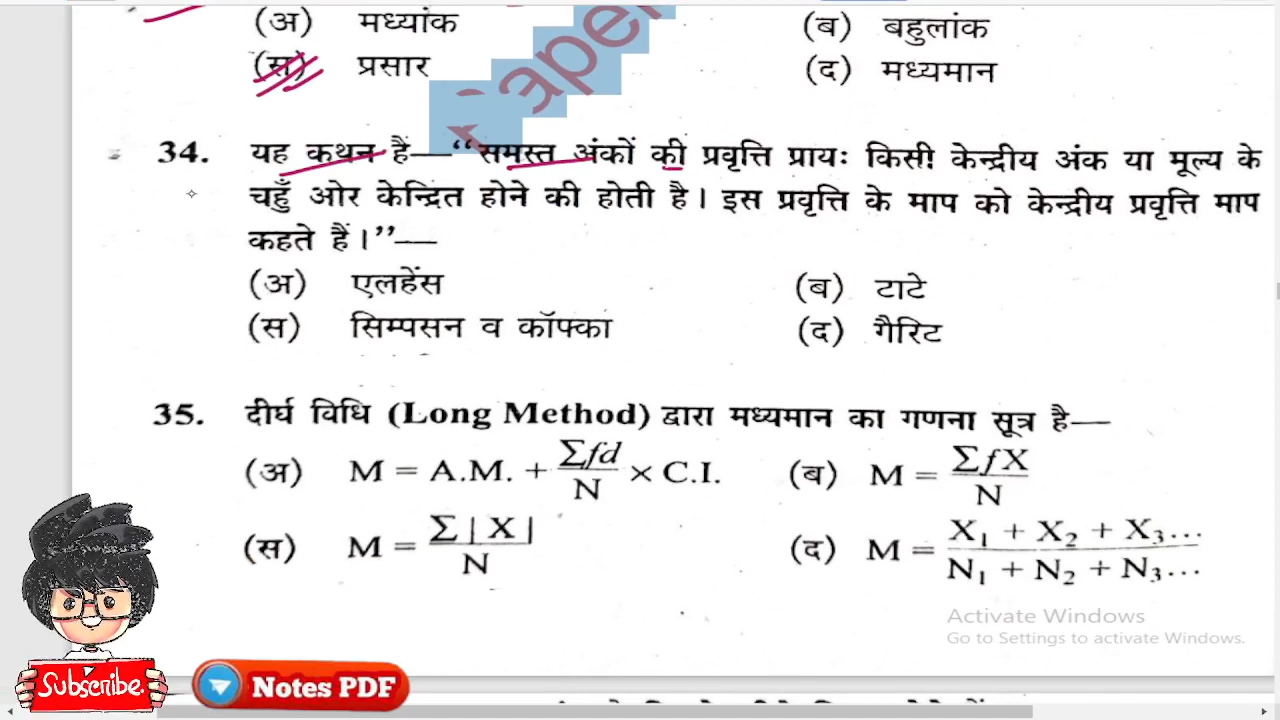 (अ) मध्यांक (ब) बहुलांक
(स) प्रसार (द) मध्यमान
34. यह कथन हैं—“समस्त अंकों की प्रवृत्ति प्रायः किसी केन्द्रीय अंक या मूल्य के
चहुँ ओर केन्द्रित होने की होती है। इस प्रवृत्ति के माप को केन्द्रीय प्रवृत्ति माप
कहते हैं।”—
(अ) एलहेंस (ब) टाटे
(स) सिम्पसन व कॉफ्का (द) गैरिट
35. दीर्घ विधि (Long Method) द्वारा मध्यमान का गणना सूत्र है—
(अ) M = A.M. + Σfd/N × C.I. (ब) M = ΣfX/N
(स) M = Σ|X|/N (द) M = X₁ + X₂ + X₃.../N₁ + N₂ + N₃...
Activate Windows
Go to Settings to activate Windows.
Subscribe
Notes PDF